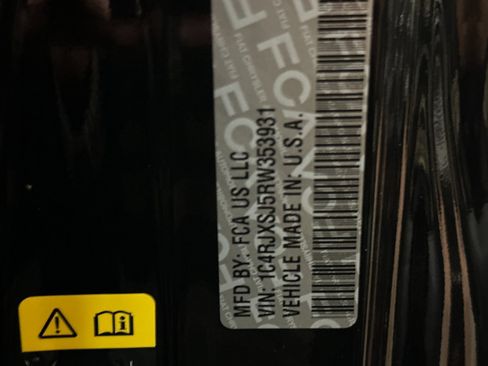 MFD BY: FCA US LLC
VIN: 1C4RJXSJ5RW353931
VEHICLE MADE IN: U.S.A.